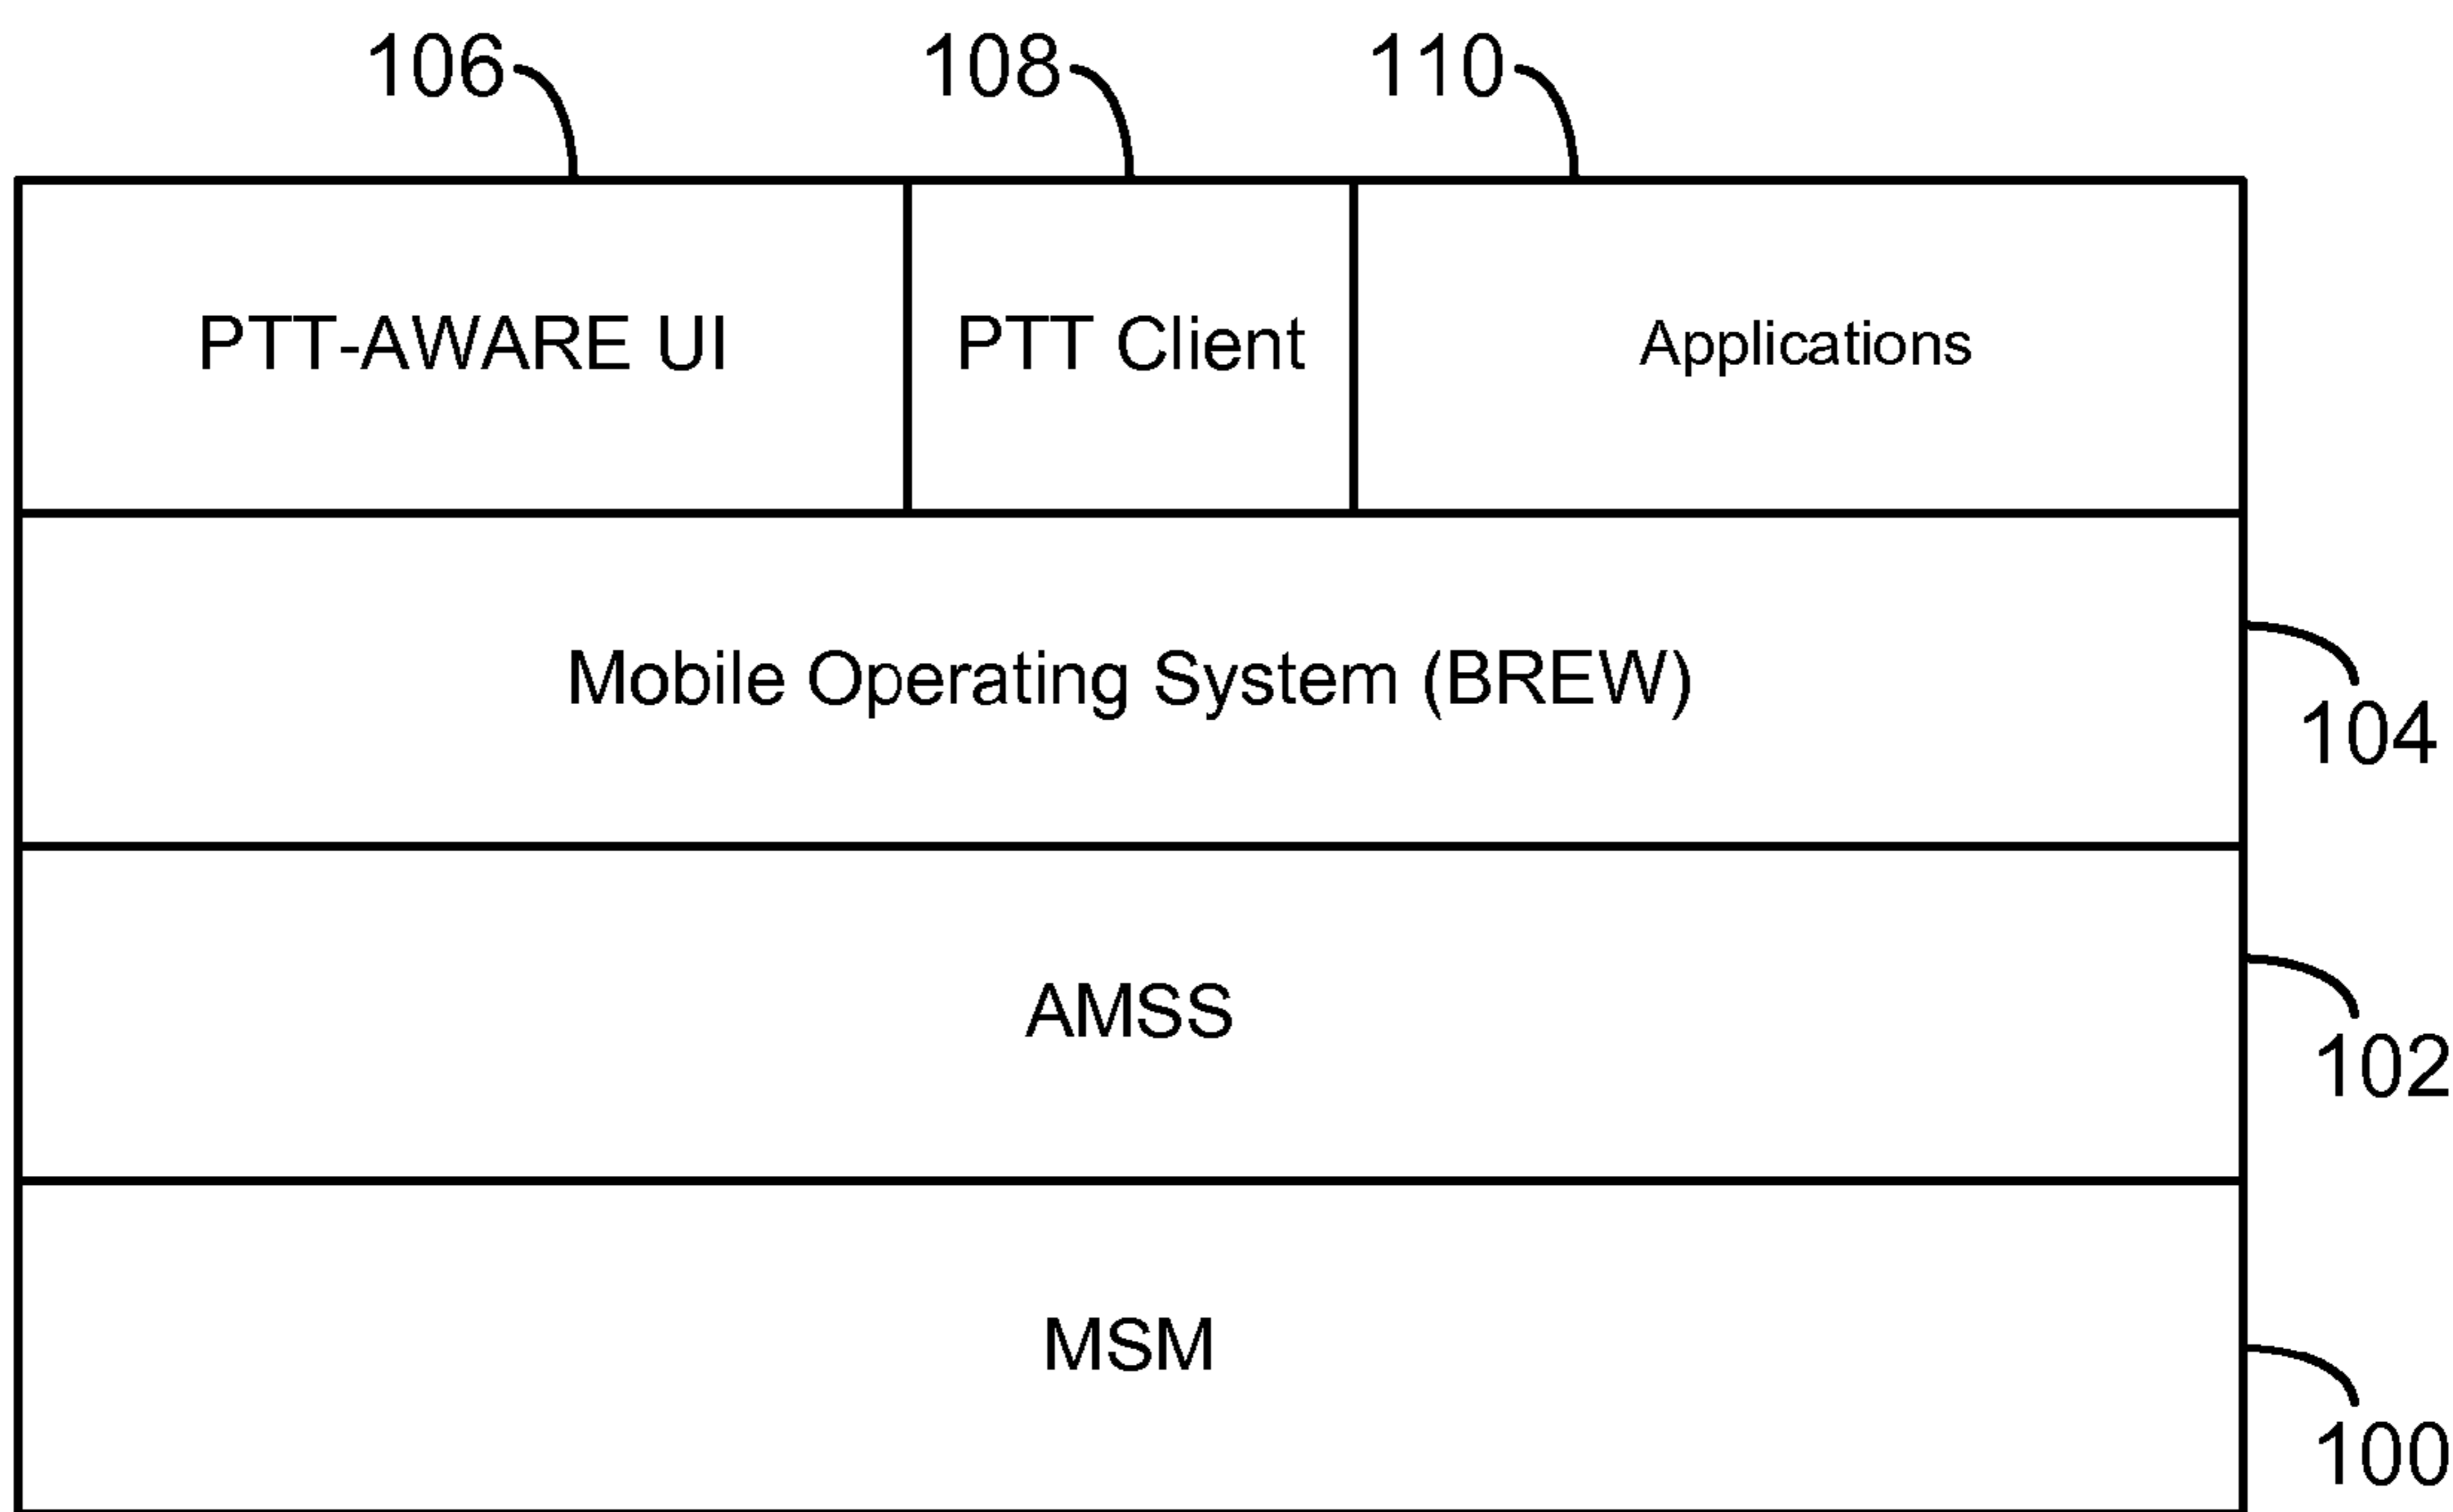 106 108 110
PTT-AWARE UI PTT Client Applications
Mobile Operating System (BREW)
104
AMSS
102
MSM
100